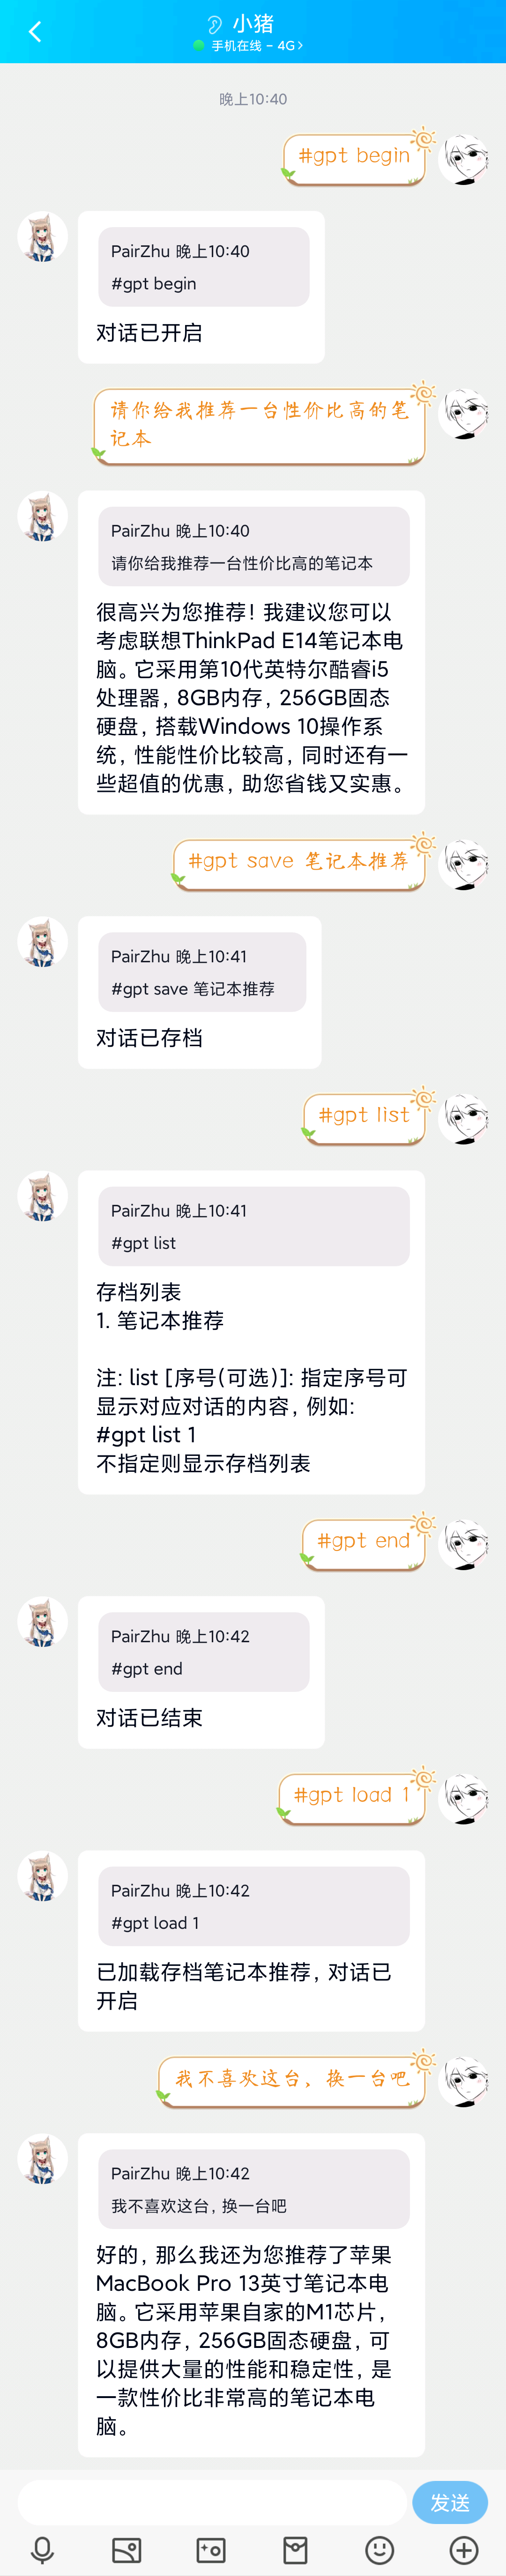 小猪
手机在线 - 4G>
晚上10:40
#gpt begin
PairZhu 晚上10:40
#gpt begin
对话已开启
请你给我推荐一台性价比高的笔
记本
PairZhu 晚上10:40
请你给我推荐一台性价比高的笔记本
很高兴为您推荐! 我建议您可以
考虑联想ThinkPad E14笔记本电
脑。它采用第10代英特尔酷睿i5
处理器, 8GB内存, 256GB固态
硬盘, 搭载Windows 10操作系
统, 性能性价比较高, 同时还有一
些超值的优惠, 助您省钱又实惠。
#gpt save 笔记本推荐
PairZhu 晚上10:41
#gpt save 笔记本推荐
对话已存档
#gpt list
PairZhu 晚上10:41
#gpt list
存档列表
1. 笔记本推荐
注: list [序号(可选)]: 指定序号可
显示对应对话的内容, 例如:
#gpt list 1
不指定则显示存档列表
#gpt end
PairZhu 晚上10:42
#gpt end
对话已结束
#gpt load 1
PairZhu 晚上10:42
#gpt load 1
已加载存档笔记本推荐, 对话已
开启
我不喜欢这台, 换一台吧
PairZhu 晚上10:42
我不喜欢这台, 换一台吧
好的, 那么我还为您推荐了苹果
MacBook Pro 13英寸笔记本电
脑。它采用苹果自家的M1芯片,
8GB内存, 256GB固态硬盘, 可
以提供大量的性能和稳定性, 是
一款性价比非常高的笔记本电
脑。
发送